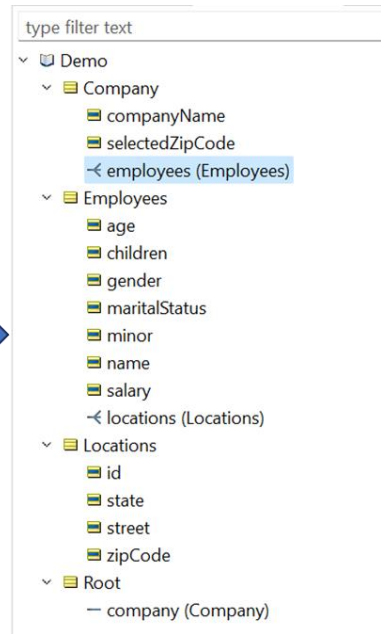 type filter text
Demo
Company
companyName
selectedZipCode
employees (Employees)
Employees
age
children
gender
maritalStatus
minor
name
salary
locations (Locations)
Locations
id
state
street
zipCode
Root
company (Company)